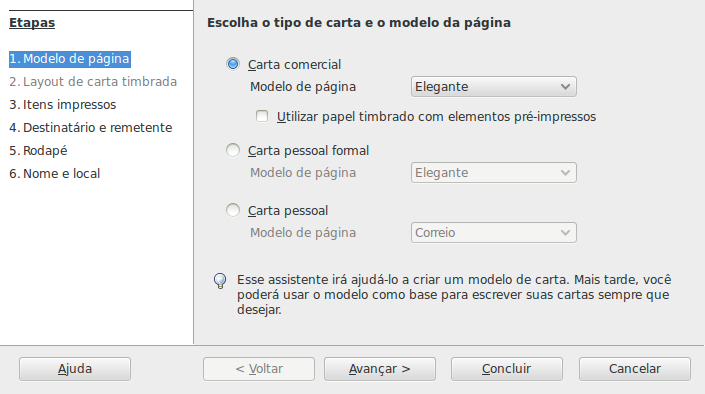 Etapas
1. Modelo de página
2. Layout de carta timbrada
3. Itens impressos
4. Destinatário e remetente
5. Rodapé
6. Nome e local
Escolha o tipo de carta e o modelo da página
Carta comercial
Modelo de página Elegante
Utilizar papel timbrado com elementos pré-impressos
Carta pessoal formal
Modelo de página Elegante
Carta pessoal
Modelo de página Correio
Esse assistente irá ajudá-lo a criar um modelo de carta. Mais tarde, você
poderá usar o modelo como base para escrever suas cartas sempre que
desejar.
Ajuda < Voltar Avançar > Concluir Cancelar